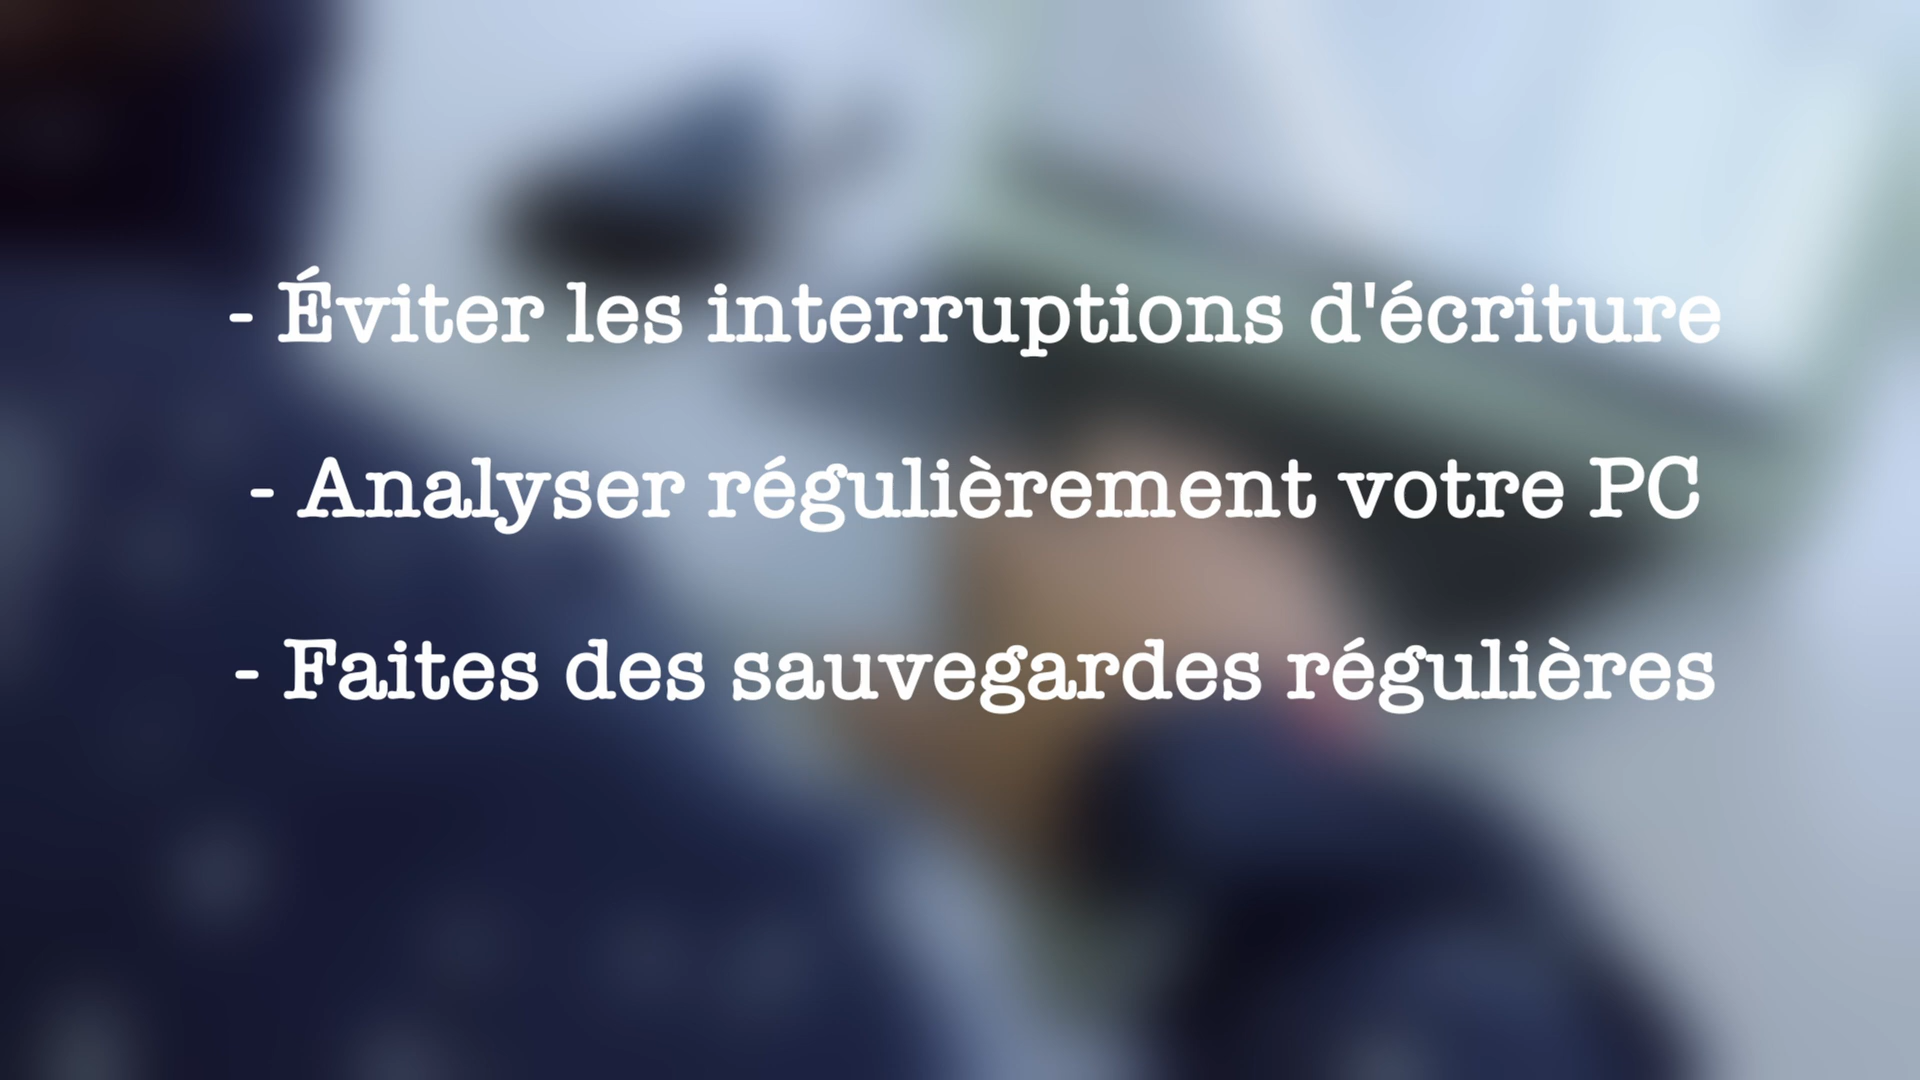 - Éviter les interruptions d'écriture
- Analyser régulièrement votre PC
- Faites des sauvegardes régulières